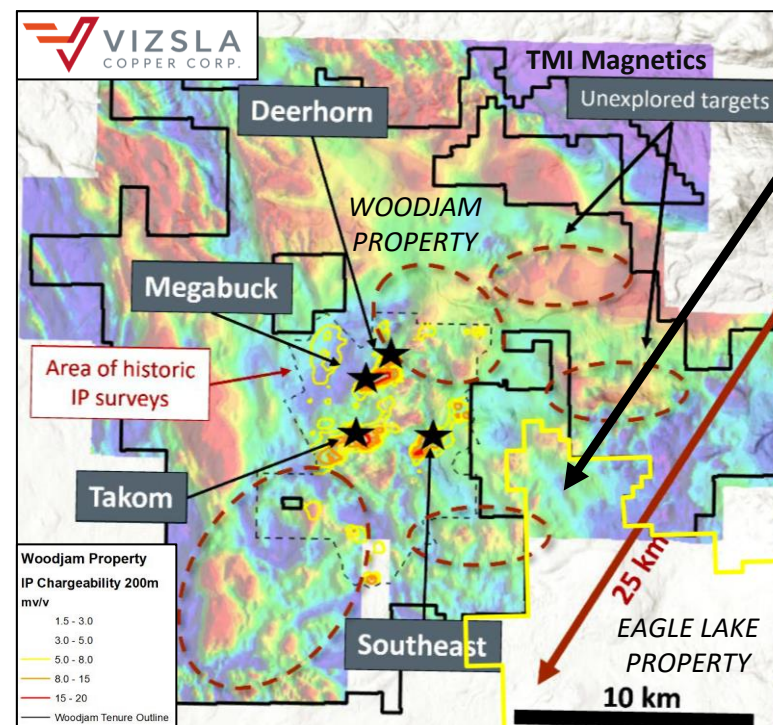 VIZSLA
COPPER CORP.
TMI Magnetics
Deerhorn
Unexplored targets
WOODJAM
PROPERTY
Megabuck
Area of historic
IP surveys
Takom
Woodjam Property
IP Chargeability 200m
mv/v
1.5 - 3.0
3.0 - 5.0
5.0 - 8.0
8.0 - 15
15 - 20
Woodjam Tenure Outline
Southeast
25 km
EAGLE LAKE
PROPERTY
10 km